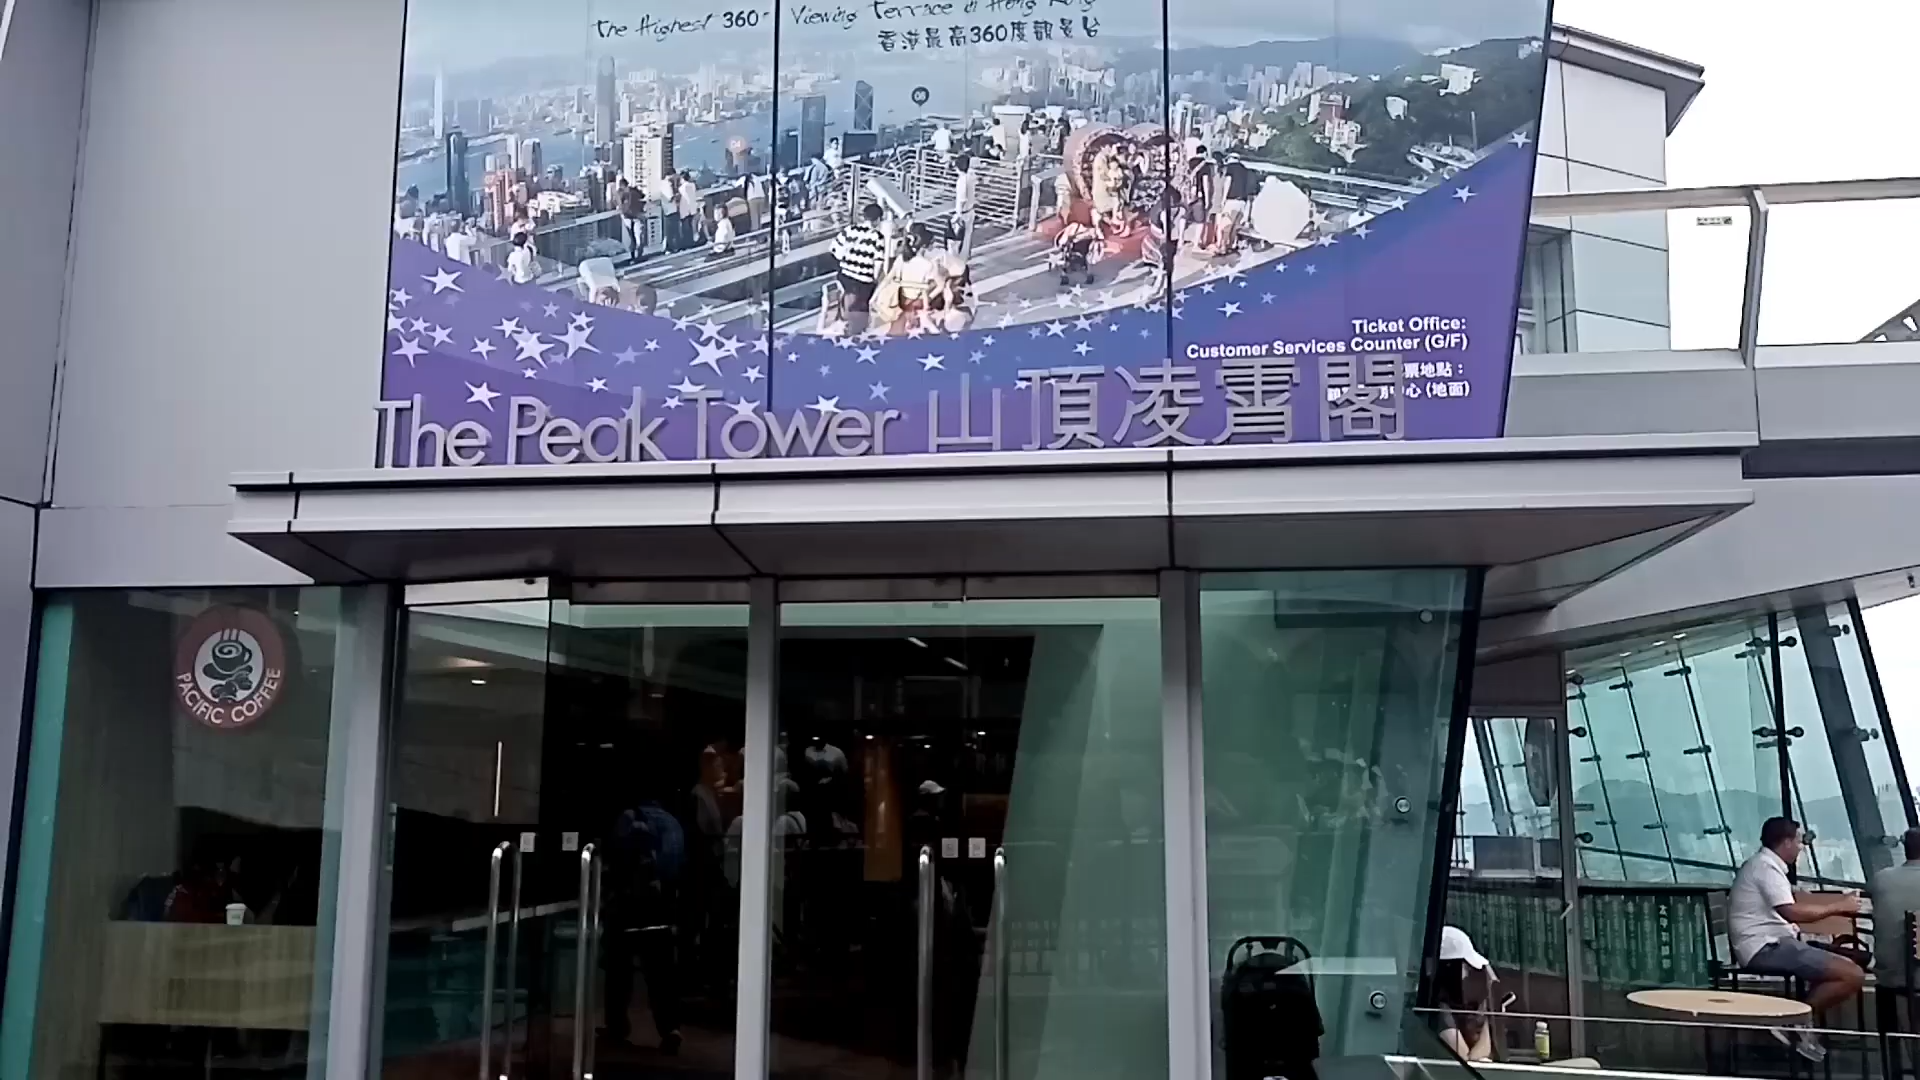 The Highest 360° Viewing Terrace in Hong Kong
香港最高360度觀景台
08
Ticket Office:
Customer Services Counter (G/F)
票地點：
心 (地面)
The Peak Tower 山頂凌霄閣
PACIFIC COFFEE